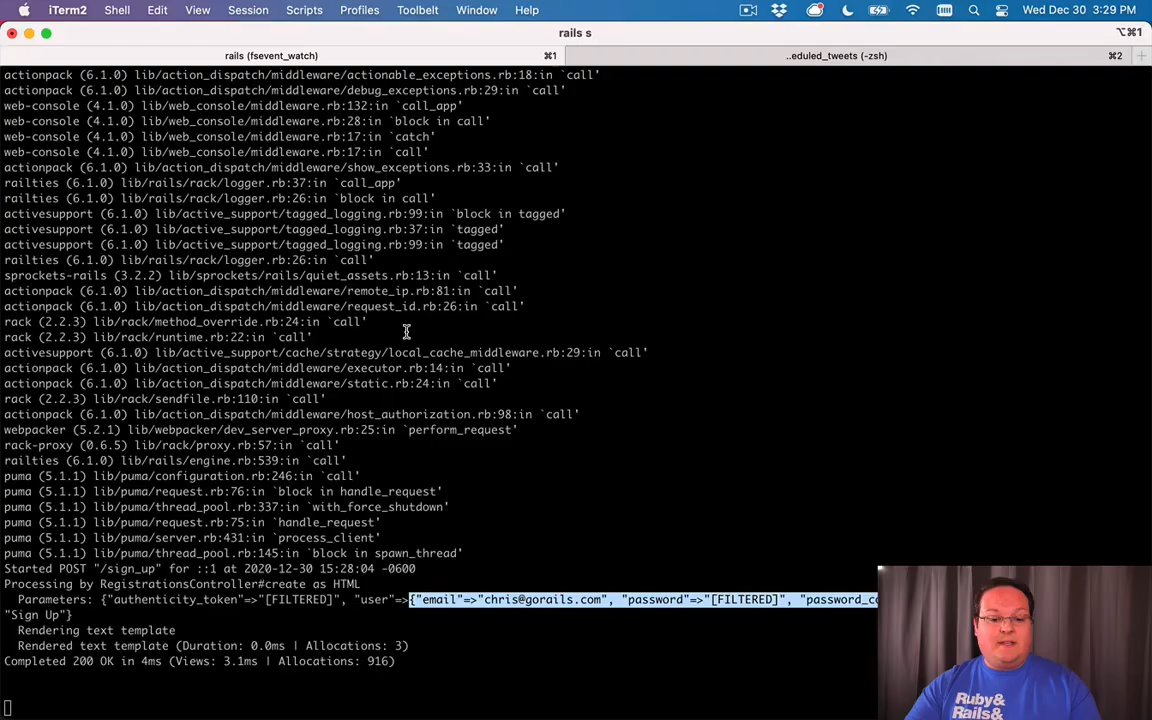 iTerm2 Shell Edit View Session Scripts Profiles Toolbelt Window Help Wed Dec 30 3:29 PM
rails s ⌥⌘1
rails (fsevent_watch) ⌘1 ..eduled_tweets (-zsh) ⌘2
actionpack (6.1.0) lib/action_dispatch/middleware/actionable_exceptions.rb:18:in `call'
actionpack (6.1.0) lib/action_dispatch/middleware/debug_exceptions.rb:29:in `call'
web-console (4.1.0) lib/web_console/middleware.rb:132:in `call_app'
web-console (4.1.0) lib/web_console/middleware.rb:28:in `block in call'
web-console (4.1.0) lib/web_console/middleware.rb:17:in `catch'
web-console (4.1.0) lib/web_console/middleware.rb:17:in `call'
actionpack (6.1.0) lib/action_dispatch/middleware/show_exceptions.rb:33:in `call'
railties (6.1.0) lib/rails/rack/logger.rb:37:in `call_app'
railties (6.1.0) lib/rails/rack/logger.rb:26:in `block in call'
activesupport (6.1.0) lib/active_support/tagged_logging.rb:99:in `block in tagged'
activesupport (6.1.0) lib/active_support/tagged_logging.rb:37:in `tagged'
activesupport (6.1.0) lib/active_support/tagged_logging.rb:99:in `tagged'
railties (6.1.0) lib/rails/rack/logger.rb:26:in `call'
sprockets-rails (3.2.2) lib/sprockets/rails/quiet_assets.rb:13:in `call'
actionpack (6.1.0) lib/action_dispatch/middleware/remote_ip.rb:81:in `call'
actionpack (6.1.0) lib/action_dispatch/middleware/request_id.rb:26:in `call'
rack (2.2.3) lib/rack/method_override.rb:24:in `call'
rack (2.2.3) lib/rack/runtime.rb:22:in `call'
activesupport (6.1.0) lib/active_support/cache/strategy/local_cache_middleware.rb:29:in `call'
actionpack (6.1.0) lib/action_dispatch/middleware/executor.rb:14:in `call'
actionpack (6.1.0) lib/action_dispatch/middleware/static.rb:24:in `call'
rack (2.2.3) lib/rack/sendfile.rb:110:in `call'
actionpack (6.1.0) lib/action_dispatch/middleware/host_authorization.rb:98:in `call'
webpacker (5.2.1) lib/webpacker/dev_server_proxy.rb:25:in `perform_request'
rack-proxy (0.6.5) lib/rack/proxy.rb:57:in `call'
railties (6.1.0) lib/rails/engine.rb:539:in `call'
puma (5.1.1) lib/puma/configuration.rb:246:in `call'
puma (5.1.1) lib/puma/request.rb:76:in `block in handle_request'
puma (5.1.1) lib/puma/thread_pool.rb:337:in `with_force_shutdown'
puma (5.1.1) lib/puma/request.rb:75:in `handle_request'
puma (5.1.1) lib/puma/server.rb:431:in `process_client'
puma (5.1.1) lib/puma/thread_pool.rb:145:in `block in spawn_thread'
Started POST "/sign_up" for ::1 at 2020-12-30 15:28:04 -0600
Processing by RegistrationsController#create as HTML
Parameters: {"authenticity_token"=>"[FILTERED]", "user"=>{"email"=>"chris@gorails.com", "password"=>"[FILTERED]", "password_co
"Sign Up"}
Rendering text template
Rendered text template (Duration: 0.0ms | Allocations: 3)
Completed 200 OK in 4ms (Views: 3.1ms | Allocations: 916)
Ruby&
Rails&